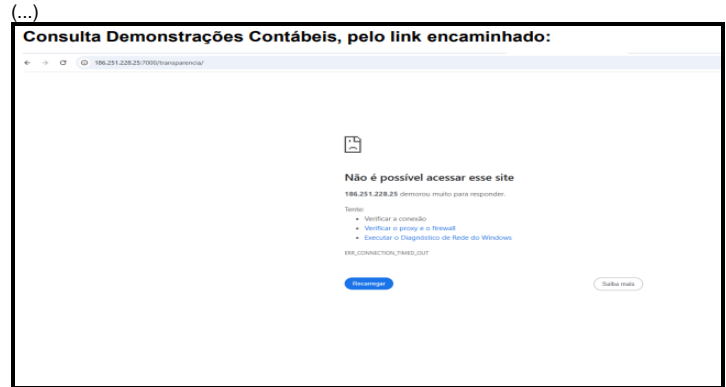 (...)
Consulta Demonstrações Contábeis, pelo link encaminhado:
186.251.228.25:7000/transparencia/
Não é possível acessar esse site
186.251.228.25 demorou muito para responder.
Tente:
Verificar a conexão
Verificar o proxy e o firewall
Executar o Diagnóstico de Rede do Windows
ERR_CONNECTION_TIMED_OUT
Recarregar
Saiba mais